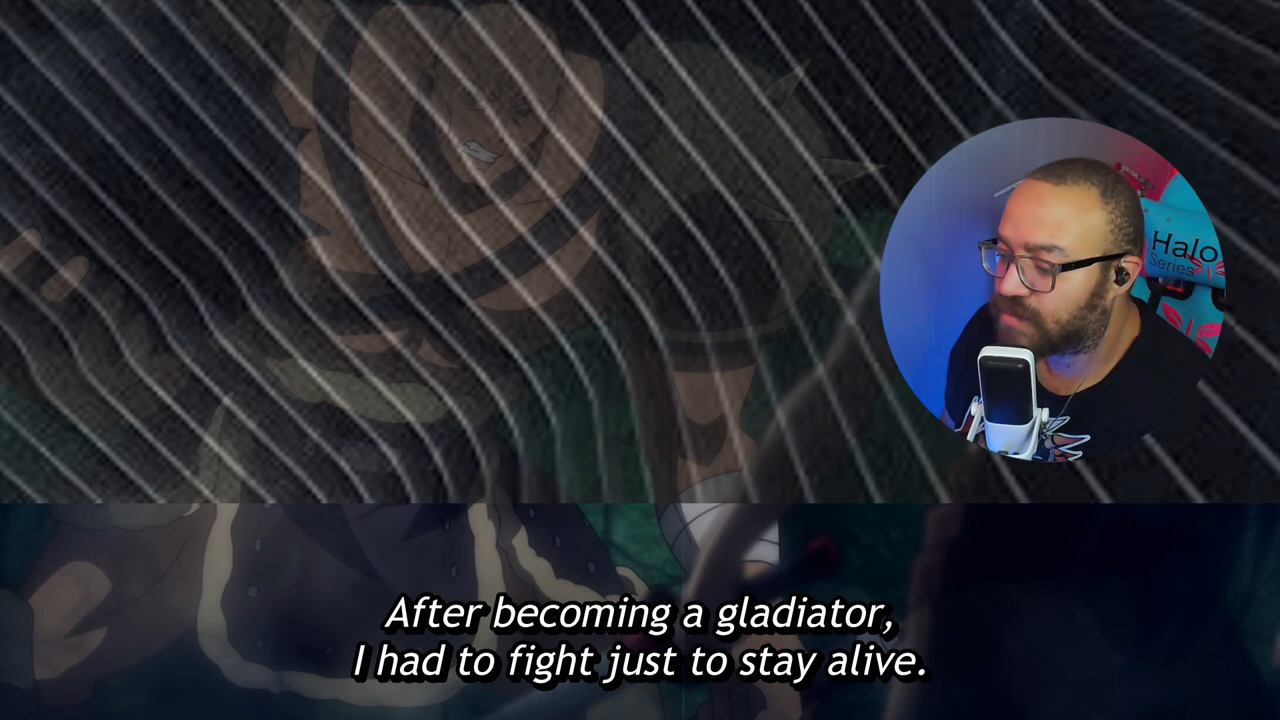 Halo
Series
After becoming a gladiator,
I had to fight just to stay alive.